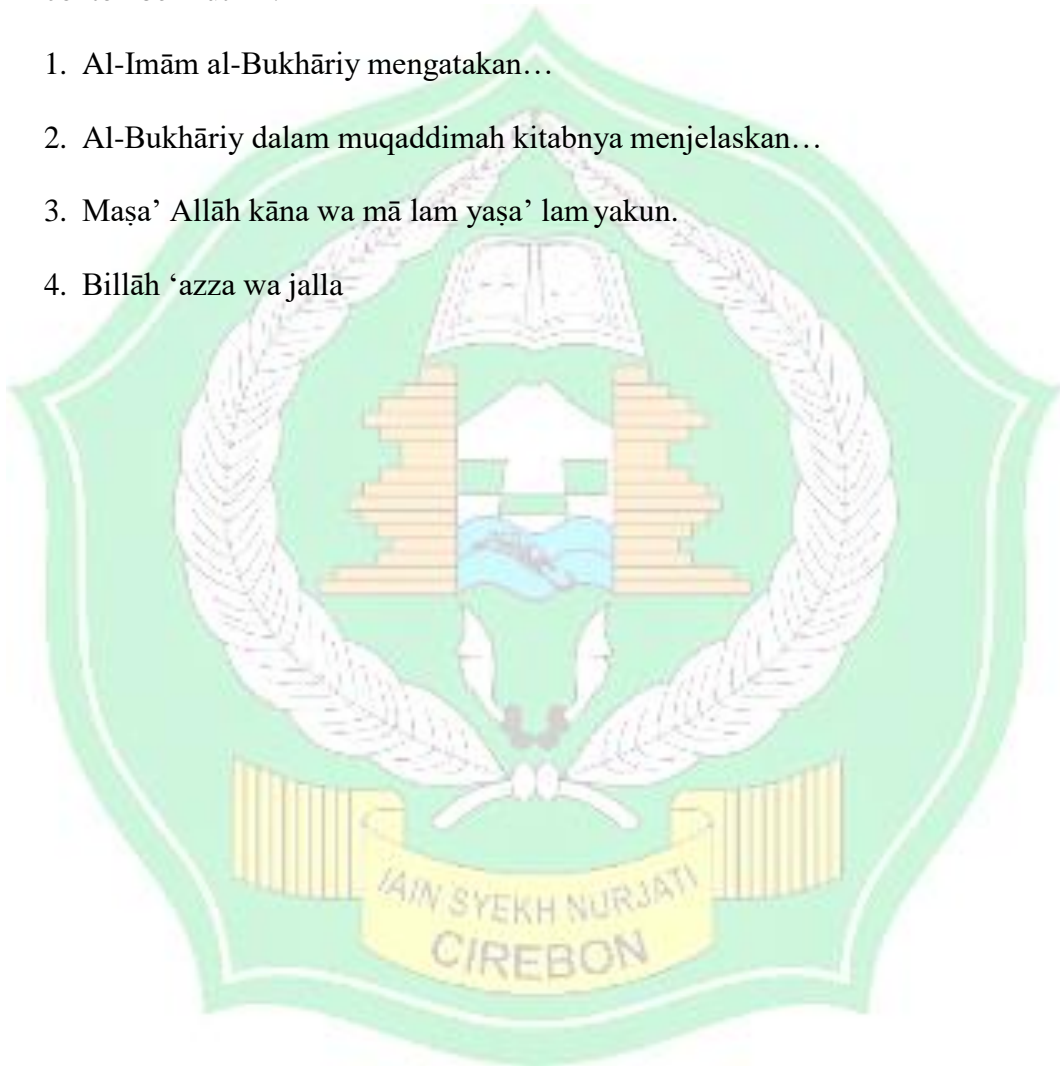 1. Al-Imām al-Bukhāriy mengatakan…
2. Al-Bukhāriy dalam muqaddimah kitabnya menjelaskan…
3. Maṣa’ Allāh kāna wa mā lam yaṣa’ lam yakun.
4. Billāh ‘azza wa jalla
IAIN SYEKH NURJATI
CIREBON